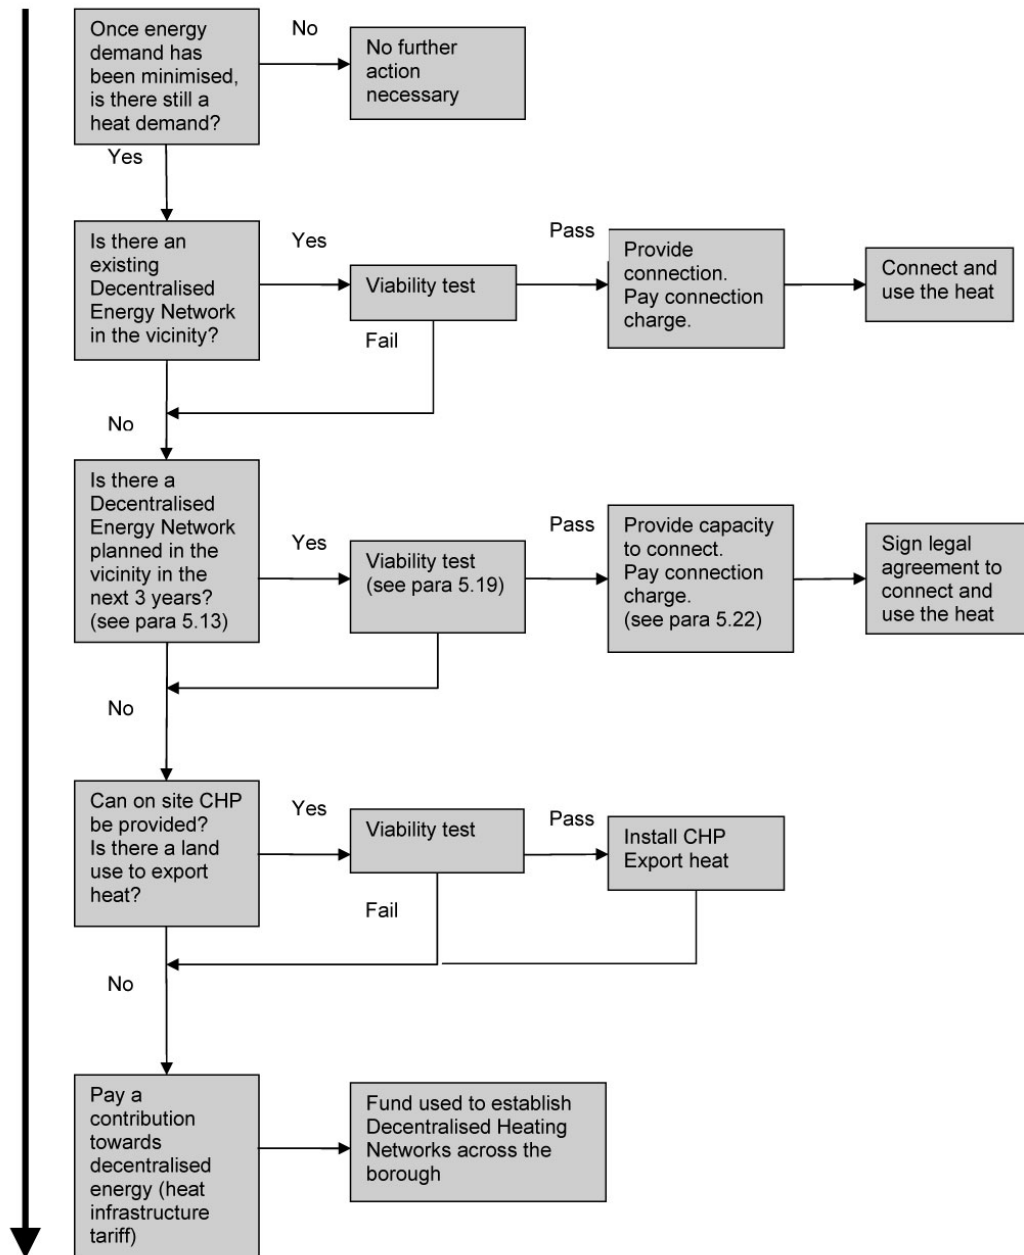 Once energy
demand has
been minimised,
is there still a
heat demand?
No
No further
action
necessary
Yes
Is there an
existing
Decentralised
Energy Network
in the vicinity?
Yes
Viability test
Pass
Provide
connection.
Pay connection
charge.
Connect and
use the heat
Fail
No
Is there a
Decentralised
Energy Network
planned in the
vicinity in the
next 3 years?
(see para 5.13)
Yes
Viability test
(see para 5.19)
Pass
Provide capacity
to connect.
Pay connection
charge.
(see para 5.22)
Sign legal
agreement to
connect and
use the heat
No
Can on site CHP
be provided?
Is there a land
use to export
heat?
Yes
Viability test
Pass
Install CHP
Export heat
Fail
No
Pay a
contribution
towards
decentralised
energy (heat
infrastructure
tariff)
Fund used to establish
Decentralised Heating
Networks across the
borough